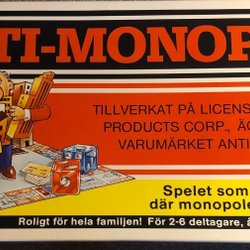 TI-MONOP
TILLVERKAT PÅ LICENS
PRODUCTS CORP., ÄG
VARUMÄRKET ANTI
Spelet som
där monopole
Roligt för hela familjen! För 2-6 deltagare,